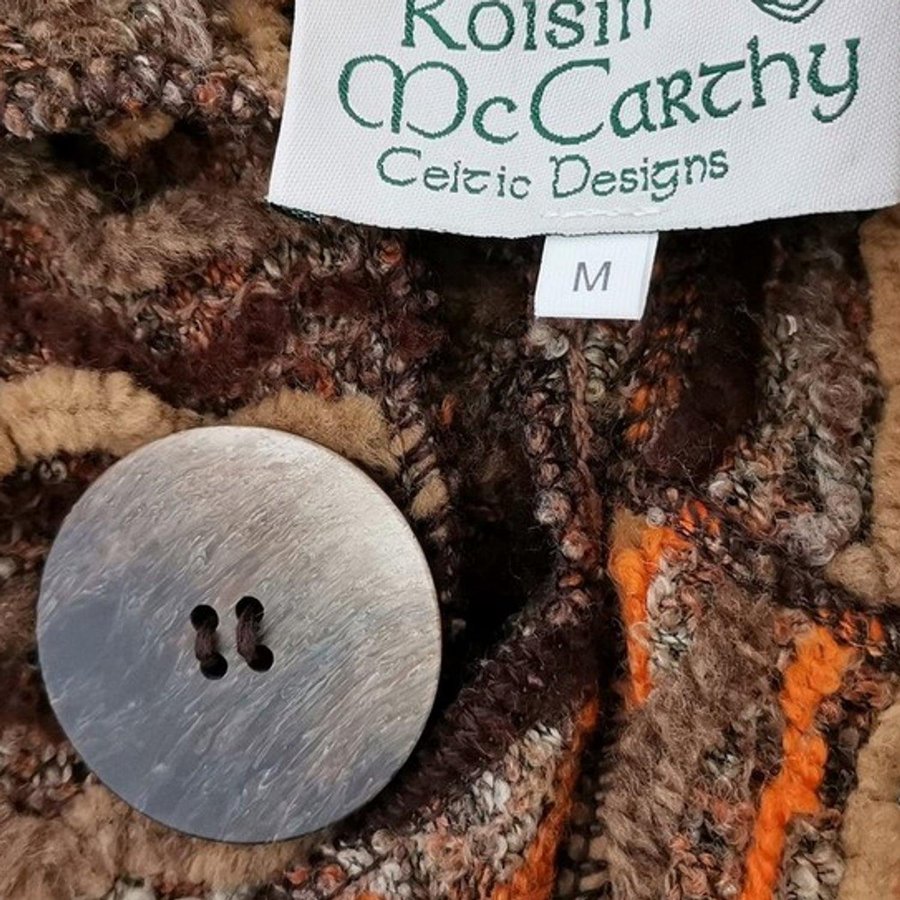 Roisin
McCarthy
Celtic Designs
M